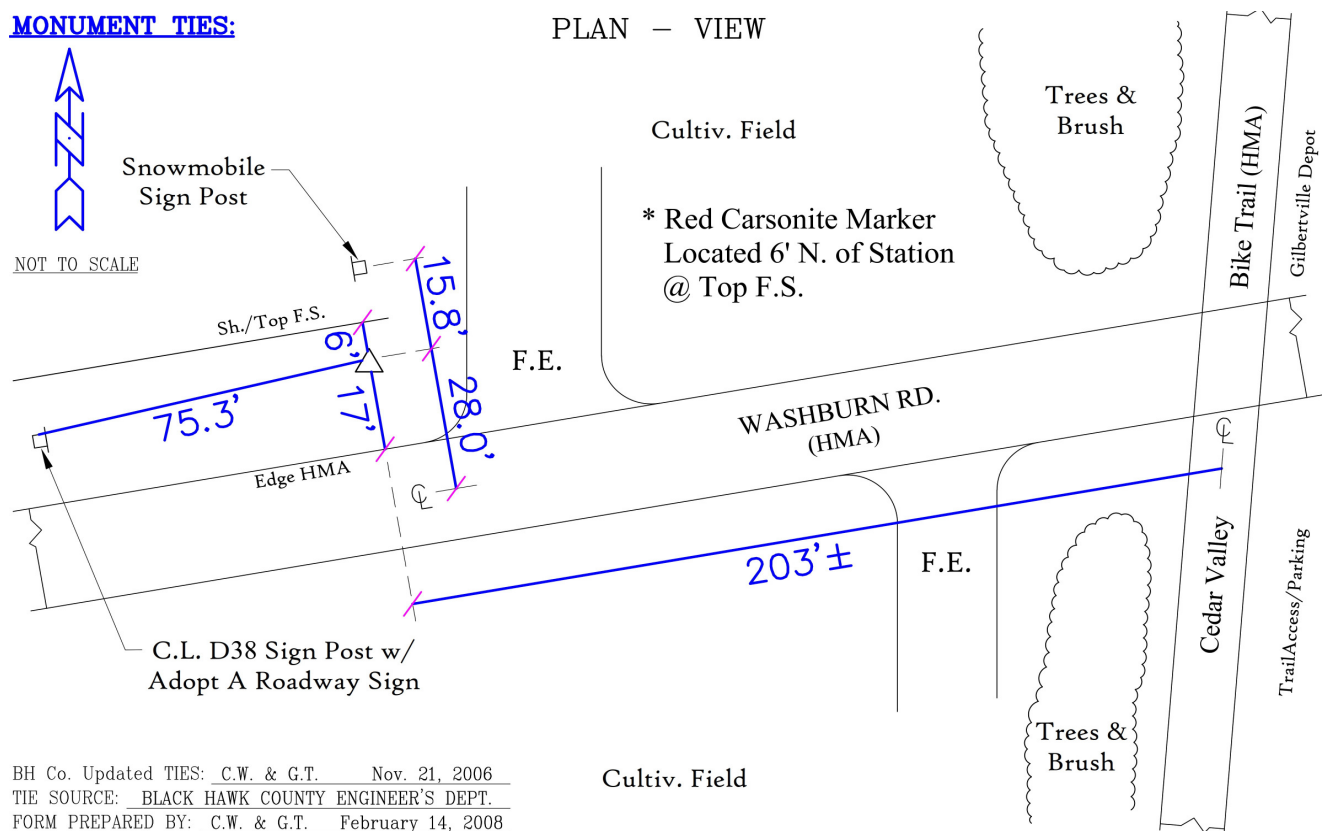 MONUMENT TIES:
PLAN - VIEW
N
NOT TO SCALE
Snowmobile
Sign Post
Cultiv. Field
Trees &
Brush
Bike Trail (HMA)
Gilbertville Depot
* Red Carsonite Marker
Located 6' N. of Station
@ Top F.S.
Sh./Top F.S.
15.8'
6'
F.E.
75.3'
17'
28.0'
WASHBURN RD.
(HMA)
Edge HMA
℄
℄
203'±
F.E.
Cedar Valley
TrailAccess/Parking
C.L. D38 Sign Post w/
Adopt A Roadway Sign
Trees &
Brush
Cultiv. Field
BH Co. Updated TIES: C.W. & G.T. Nov. 21, 2006
TIE SOURCE: BLACK HAWK COUNTY ENGINEER'S DEPT.
FORM PREPARED BY: C.W. & G.T. February 14, 2008